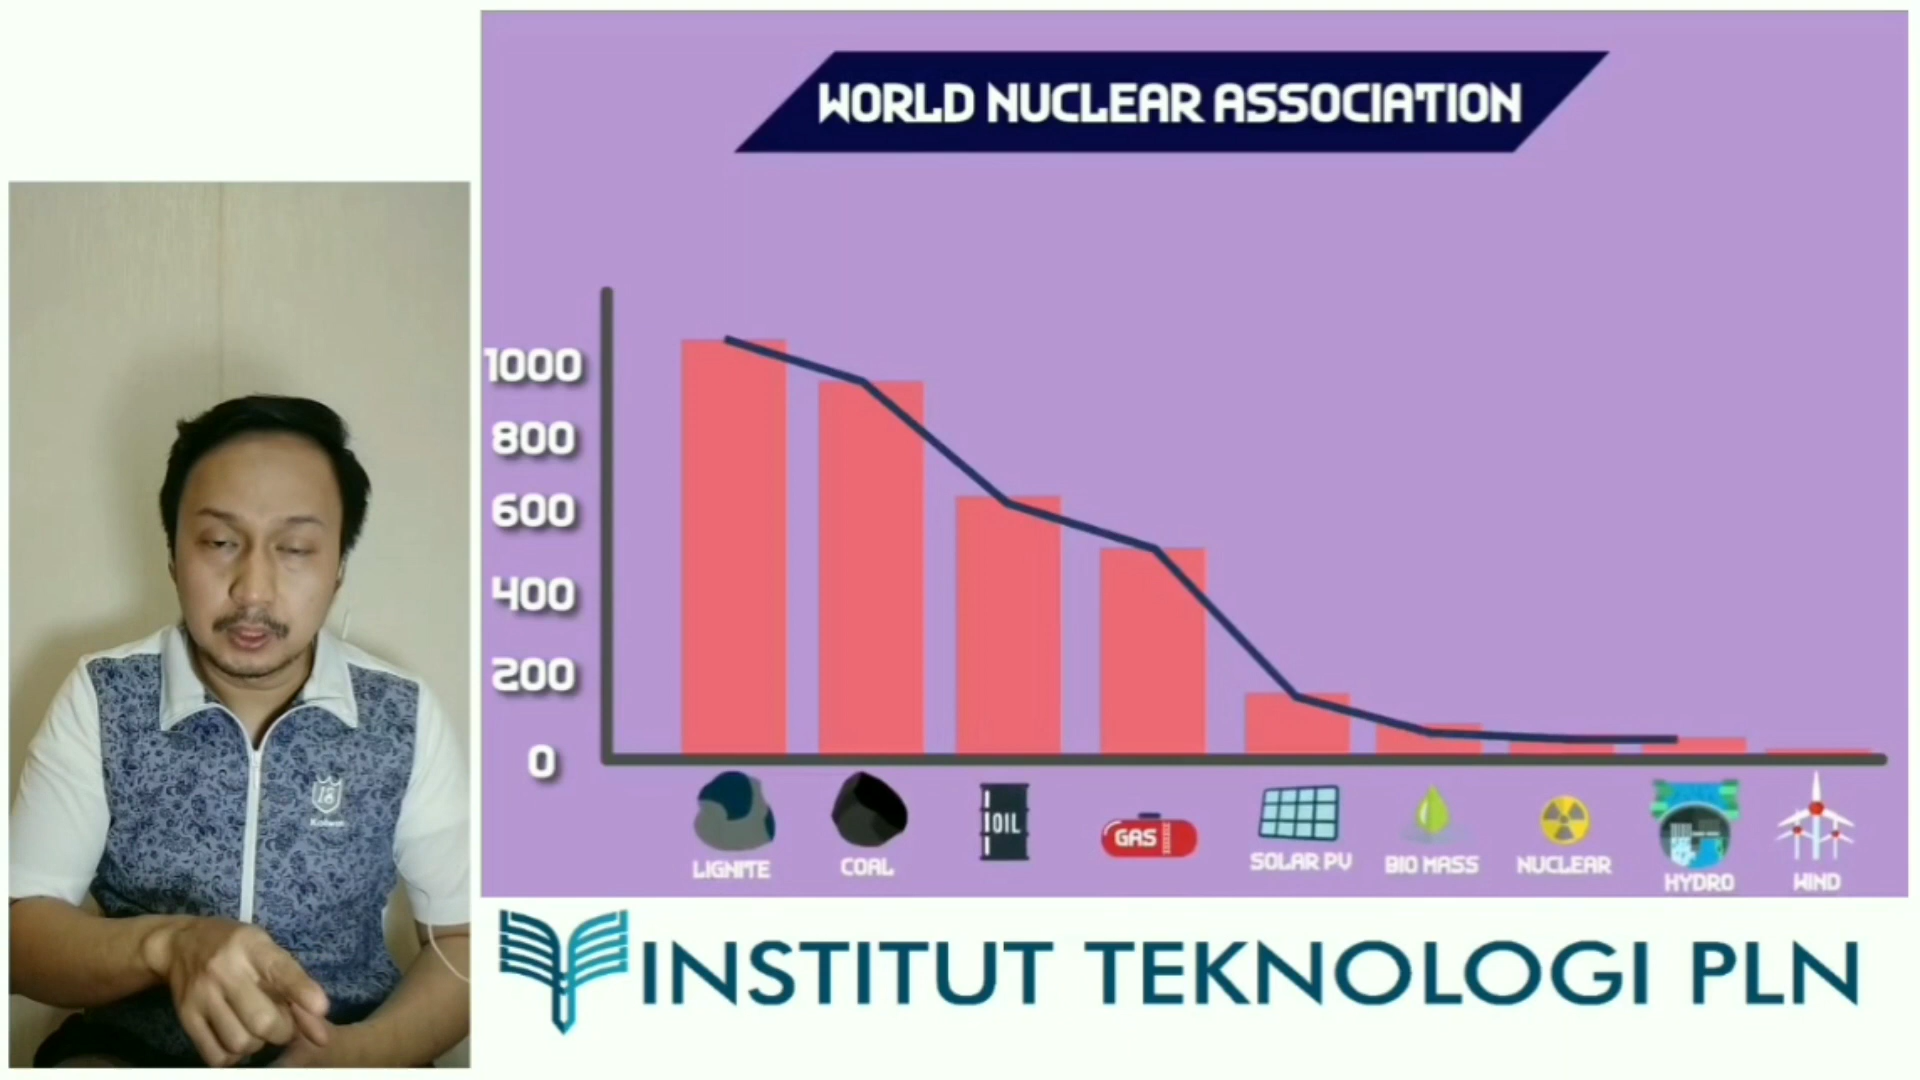 WORLD NUCLEAR ASSOCIATION
1000
800
600
400
200
0
OIL
GAS
LIGNITE
COAL
SOLAR PV
BIO MASS
NUCLEAR
HYDRO
WIND
INSTITUT TEKNOLOGI PLN
18